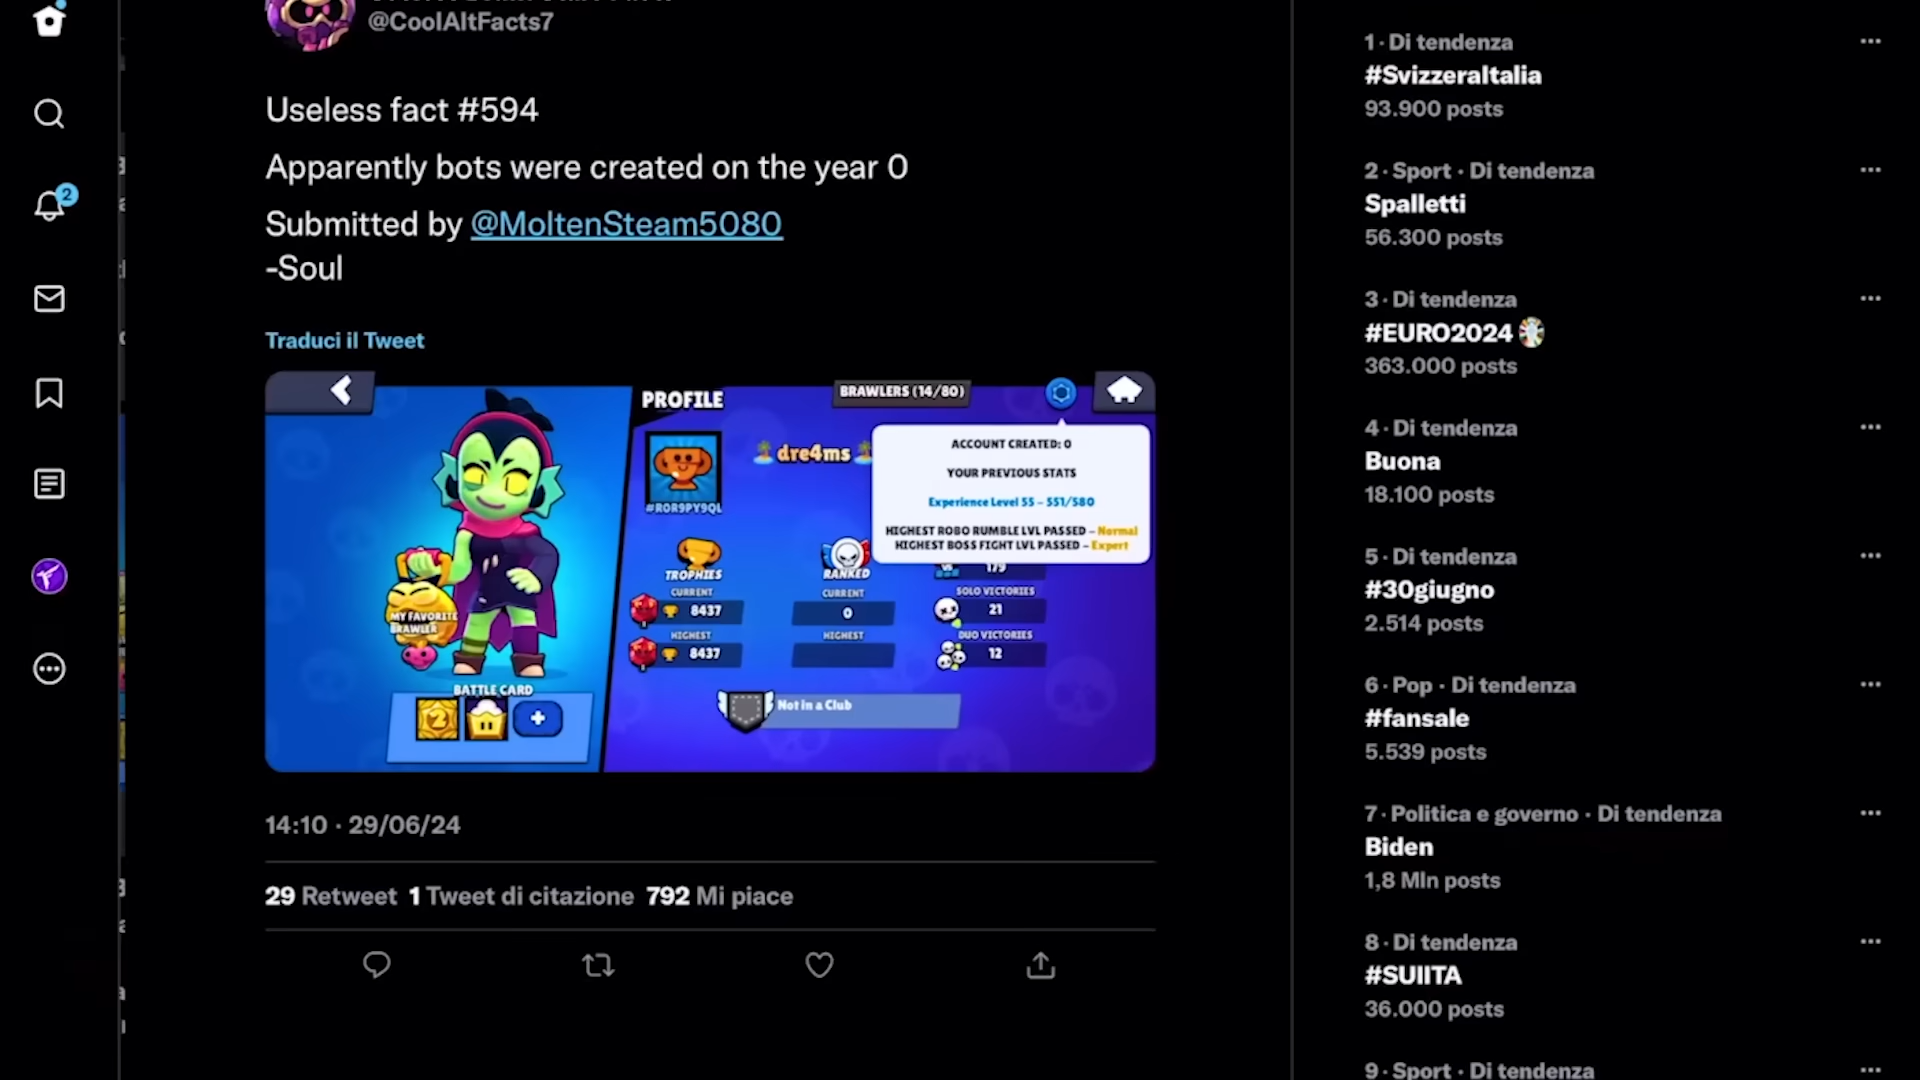 @CoolAltFacts7
Useless fact #594
Apparently bots were created on the year 0
Submitted by @MoltenSteam5080
-Soul
Traduci il Tweet
PROFILE
BRAWLERS (14/80)
dre4ms
#R0R9PY9QL
ACCOUNT CREATED: 0
YOUR PREVIOUS STATS
Experience Level 55 - 551/580
HIGHEST ROBO RUMBLE LVL PASSED - Normal
HIGHEST BOSS FIGHT LVL PASSED - Expert
TROPHIES
CURRENT
8437
HIGHEST
8437
RANKED
CURRENT
0
HIGHEST
179
SOLO VICTORIES
21
DUO VICTORIES
12
MY FAVORITE
BRAWLER
BATTLE CARD
2
Not in a Club
14:10 · 29/06/24
29 Retweet 1 Tweet di citazione 792 Mi piace
2
1 · Di tendenza
#SvizzeraItalia
93.900 posts
2 · Sport · Di tendenza
Spalletti
56.300 posts
3 · Di tendenza
#EURO2024
363.000 posts
4 · Di tendenza
Buona
18.100 posts
5 · Di tendenza
#30giugno
2.514 posts
6 · Pop · Di tendenza
#fansale
5.539 posts
7 · Politica e governo · Di tendenza
Biden
1,8 Mln posts
8 · Di tendenza
#SUIITA
36.000 posts
9 · Sport · Di tendenza